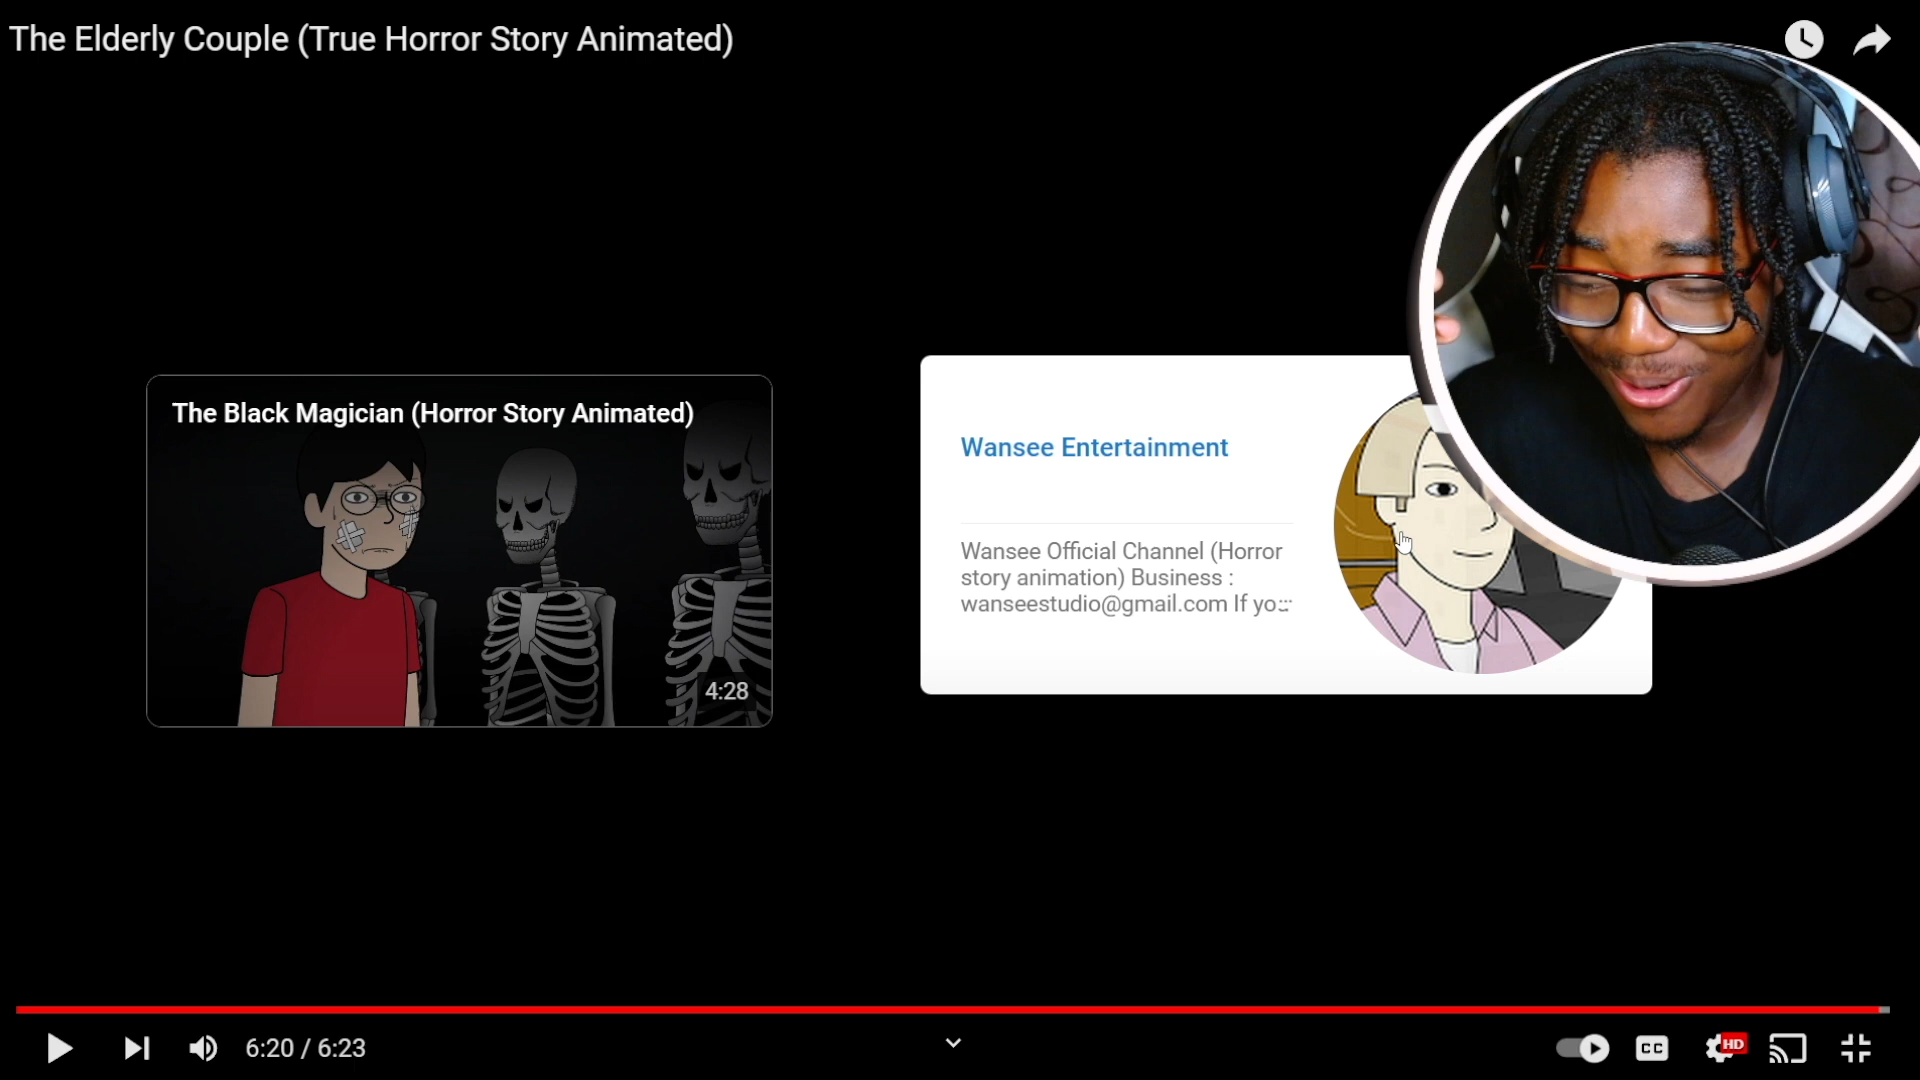 The Elderly Couple (True Horror Story Animated)
The Black Magician (Horror Story Animated)
4:28
Wansee Entertainment
Wansee Official Channel (Horror
story animation) Business :
wanseestudio@gmail.com If yo...
6:20 / 6:23
CC
HD